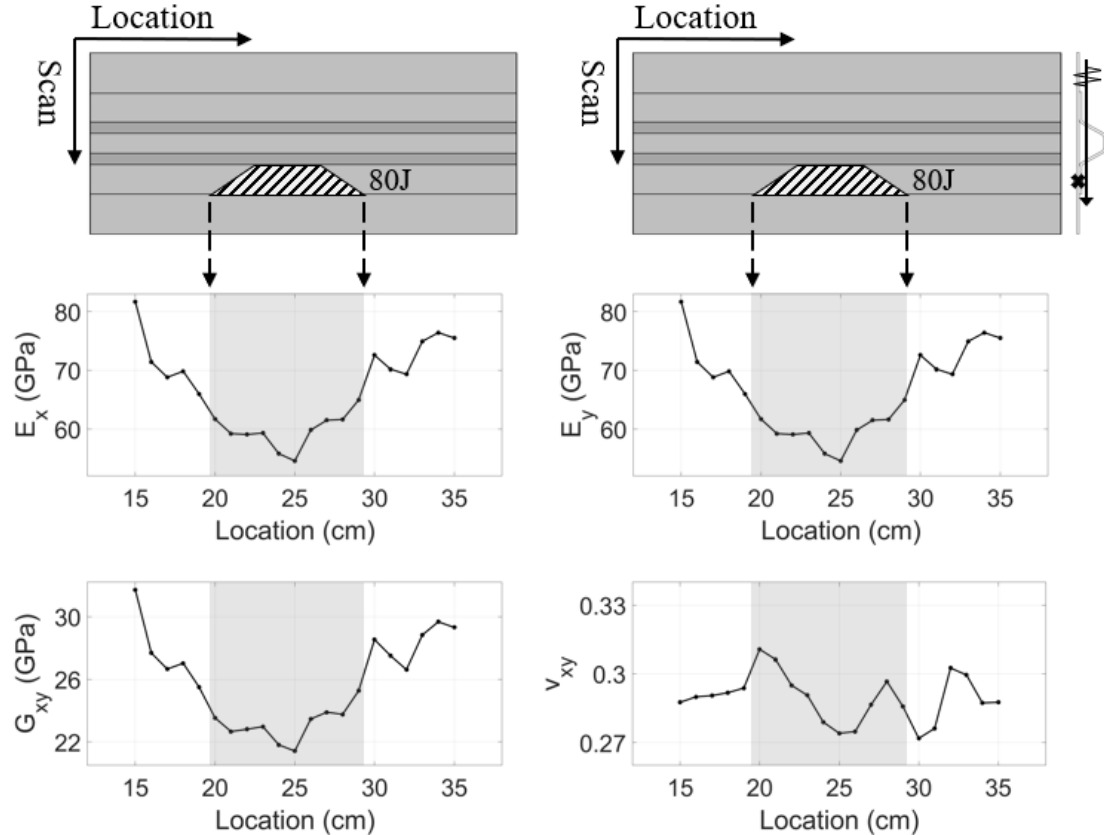 Location
Location
Scan
Scan
80J
80J
80
70
60
E_x (GPa)
15 20 25 30 35
Location (cm)
80
70
60
E_y (GPa)
15 20 25 30 35
Location (cm)
30
26
22
G_xy (GPa)
15 20 25 30 35
Location (cm)
0.33
0.3
0.27
v_xy
15 20 25 30 35
Location (cm)